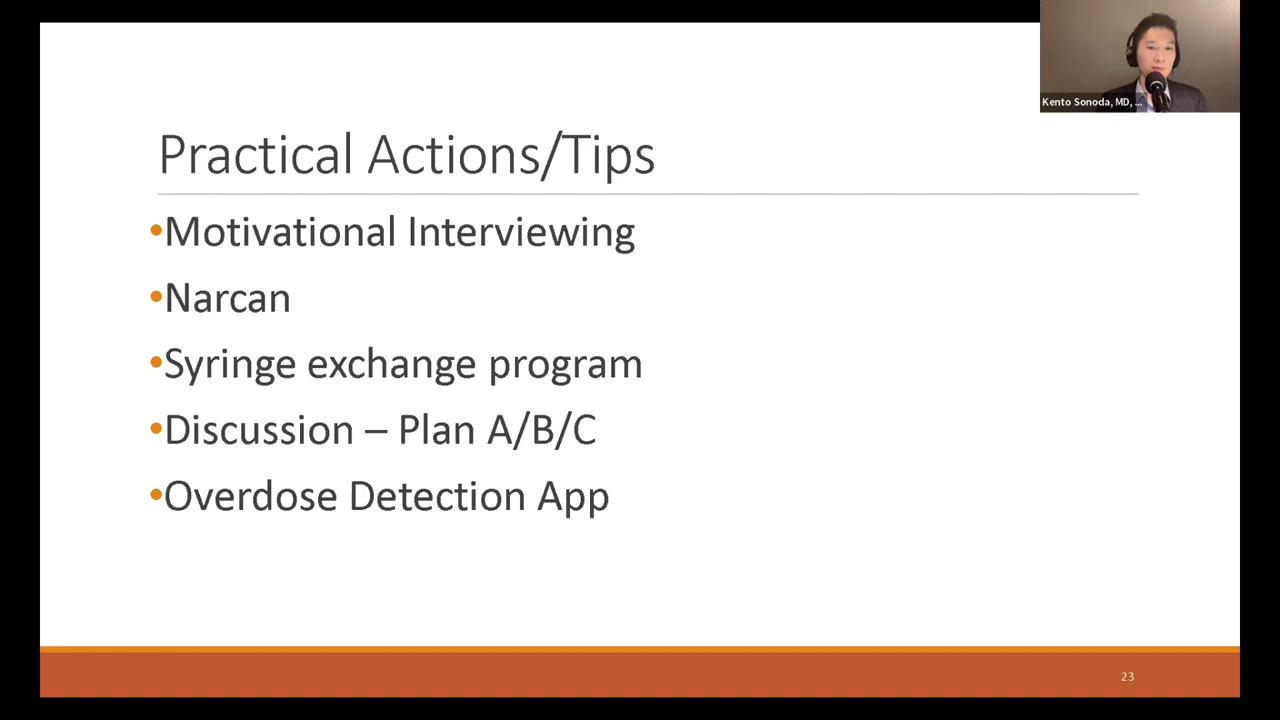 Kento Sonoda, MD, ...
Practical Actions/Tips
•Motivational Interviewing
•Narcan
•Syringe exchange program
•Discussion – Plan A/B/C
•Overdose Detection App
23